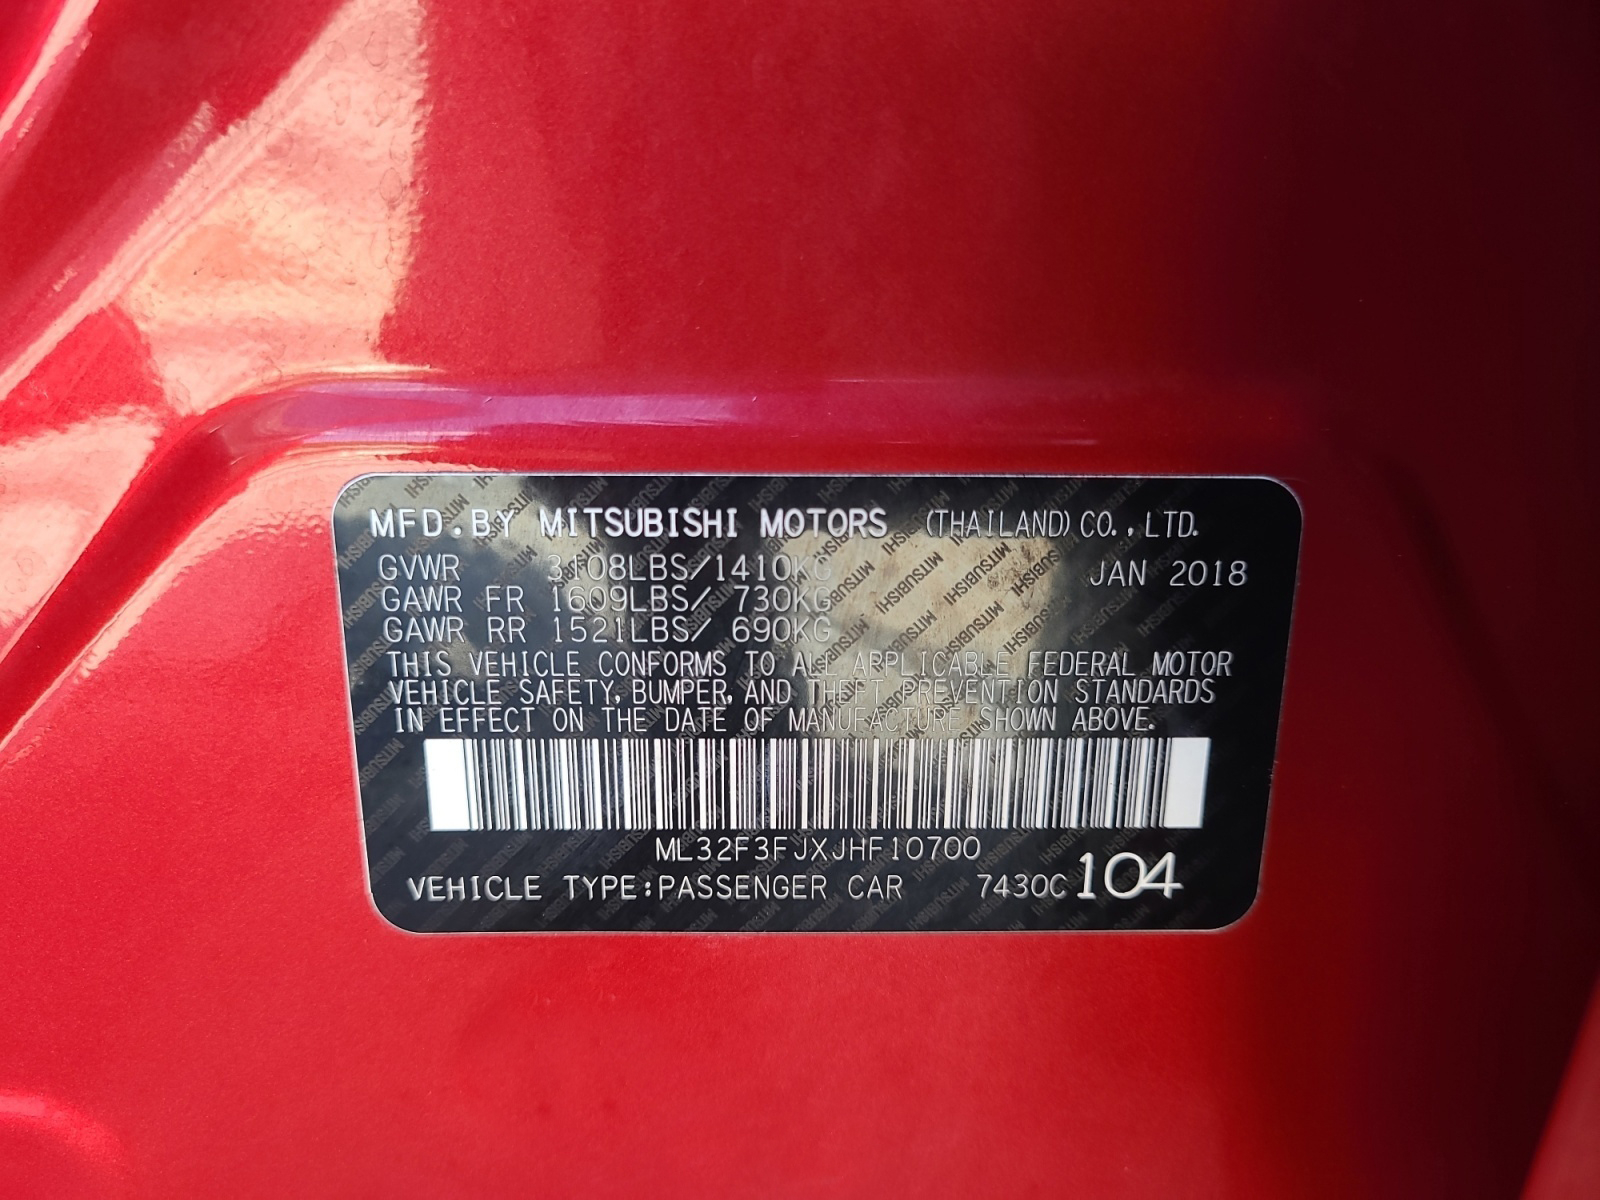 MFD.BY MITSUBISHI MOTORS (THAILAND) CO., LTD.
GVWR 3108LBS/1410KG JAN 2018
GAWR FR 1609LBS/ 730KG
GAWR RR 1521LBS/ 690KG
THIS VEHICLE CONFORMS TO ALL APPLICABLE FEDERAL MOTOR
VEHICLE SAFETY, BUMPER, AND THEFT PREVENTION STANDARDS
IN EFFECT ON THE DATE OF MANUFACTURE SHOWN ABOVE.
ML32F3FJXJHF10700
VEHICLE TYPE:PASSENGER CAR 7430C 104